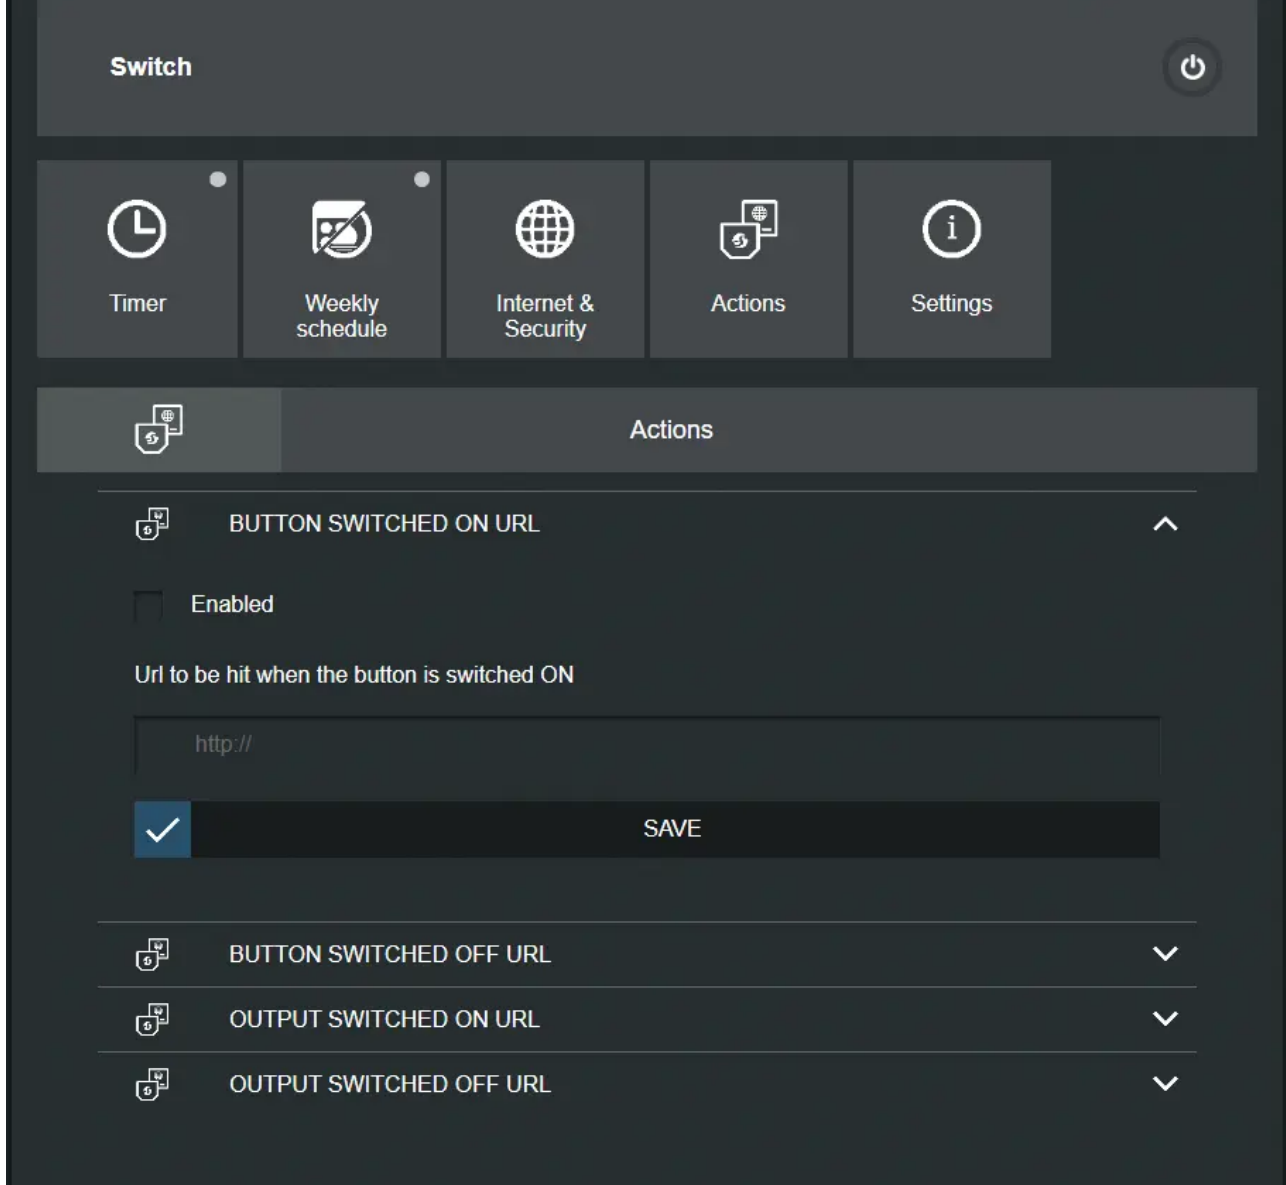 Switch
Timer
Weekly
schedule
Internet &
Security
Actions
Settings
Actions
BUTTON SWITCHED ON URL
Enabled
Url to be hit when the button is switched ON
http://
SAVE
BUTTON SWITCHED OFF URL
OUTPUT SWITCHED ON URL
OUTPUT SWITCHED OFF URL